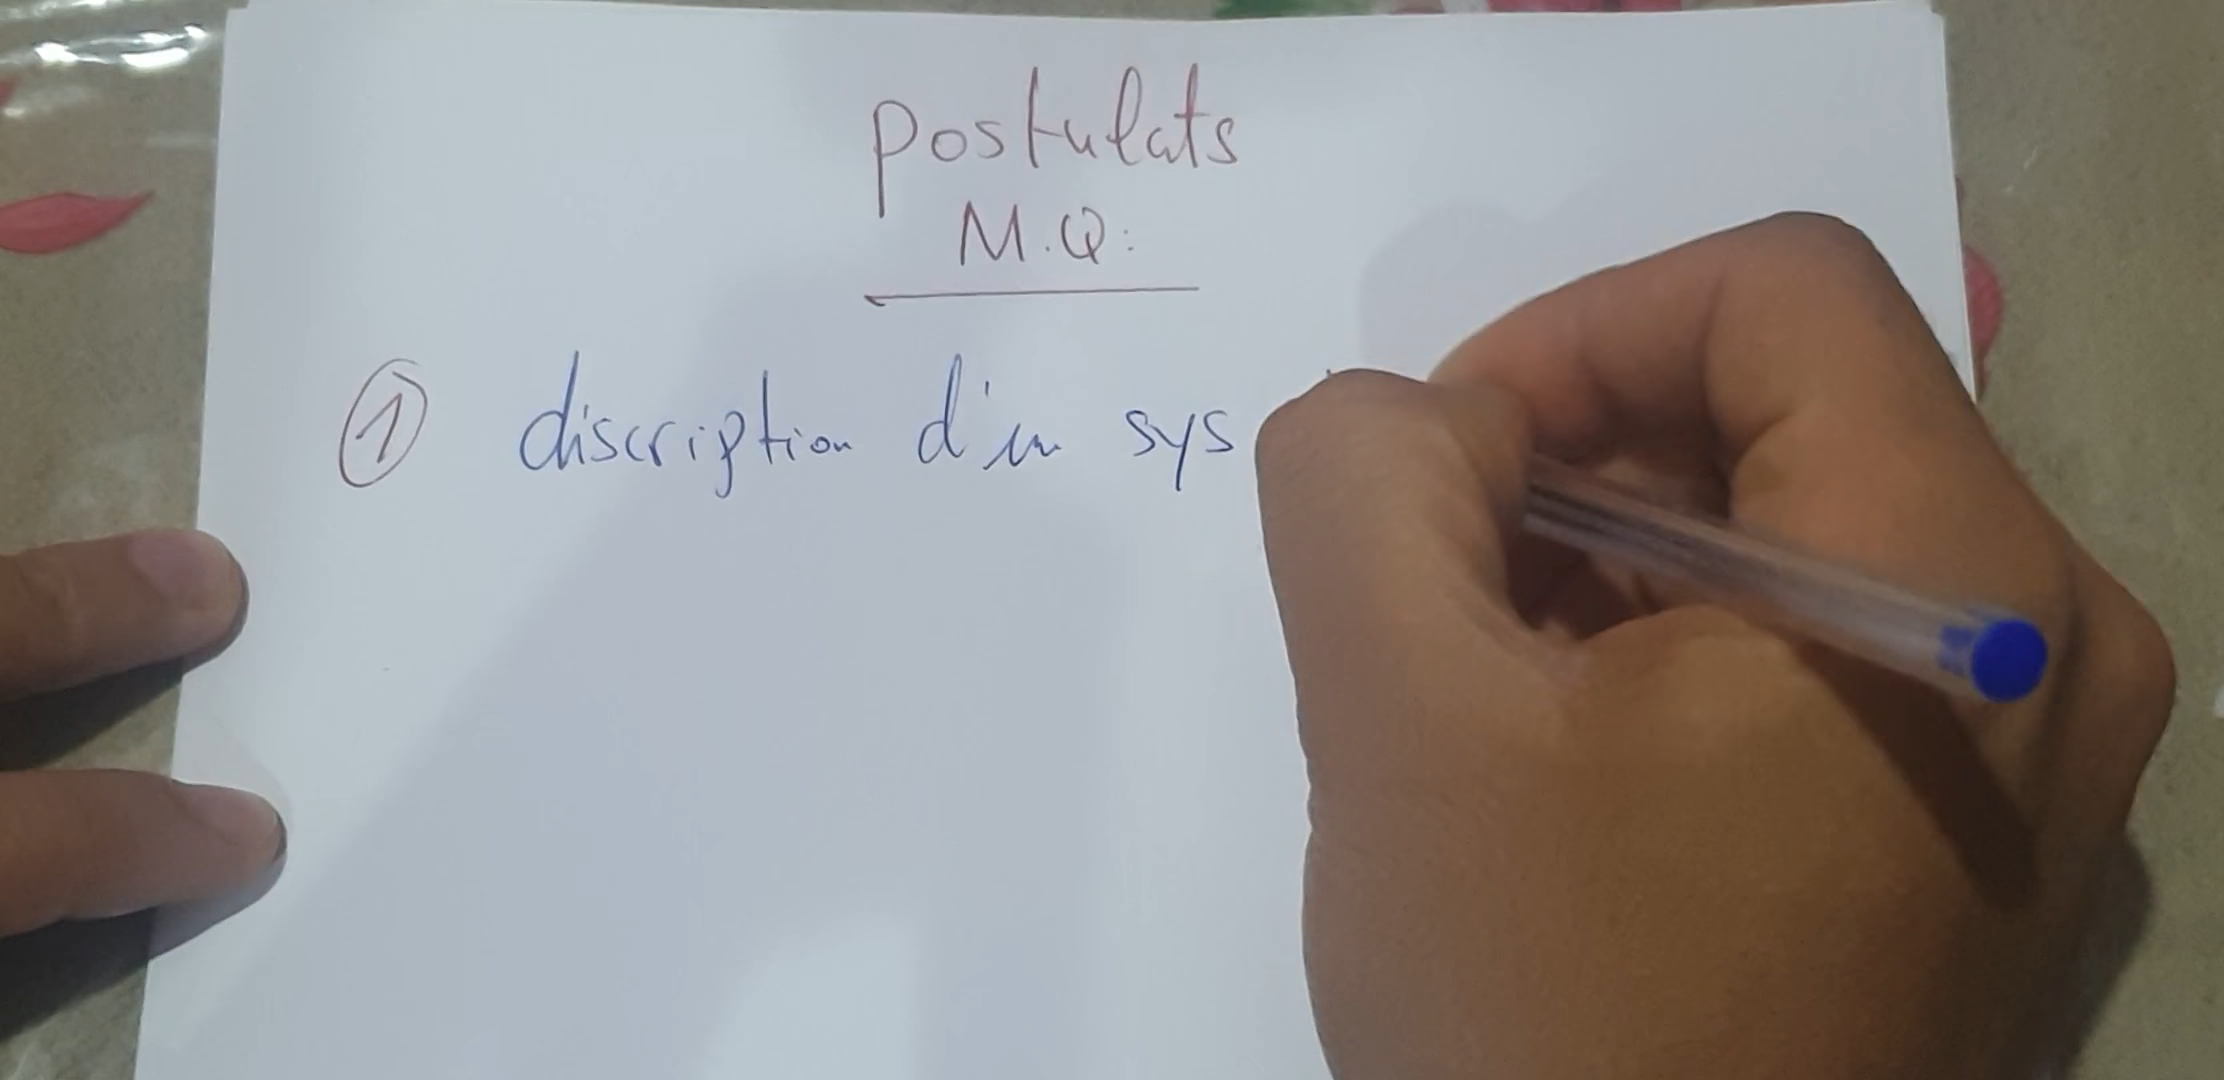 postulats
M.Q:
① discription d'un sys